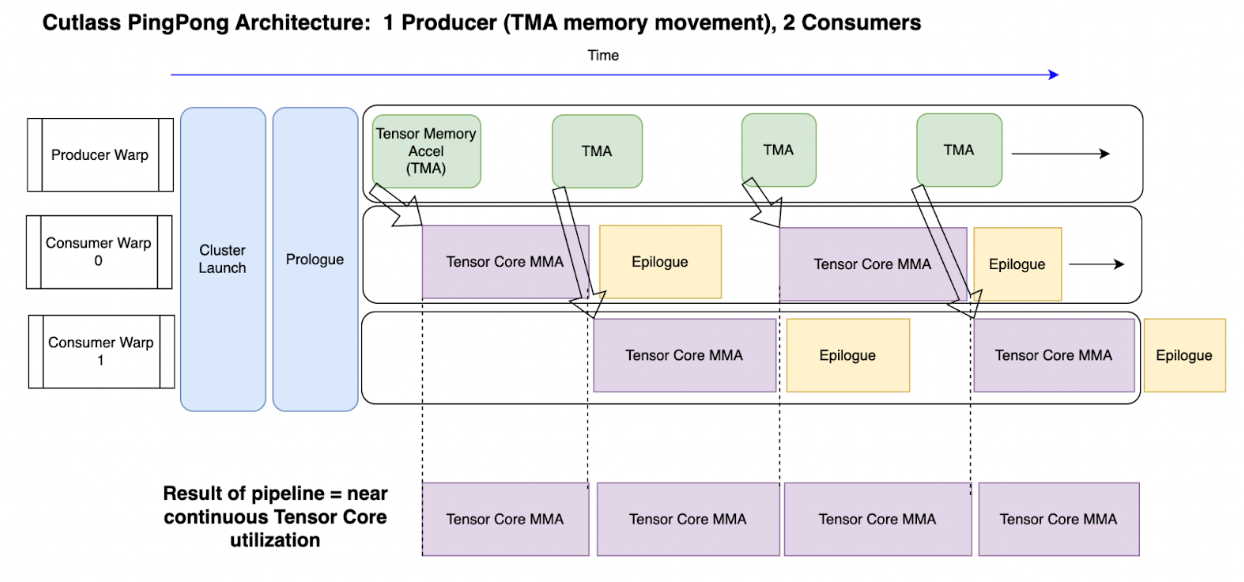 Cutlass PingPong Architecture: 1 Producer (TMA memory movement), 2 Consumers
Time
Producer Warp
Tensor Memory
Accel
(TMA)
TMA
TMA
TMA
Consumer Warp
0
Cluster
Launch
Prologue
Tensor Core MMA
Epilogue
Tensor Core MMA
Epilogue
Consumer Warp
1
Tensor Core MMA
Epilogue
Tensor Core MMA
Epilogue
Result of pipeline = near
continuous Tensor Core
utilization
Tensor Core MMA
Tensor Core MMA
Tensor Core MMA
Tensor Core MMA